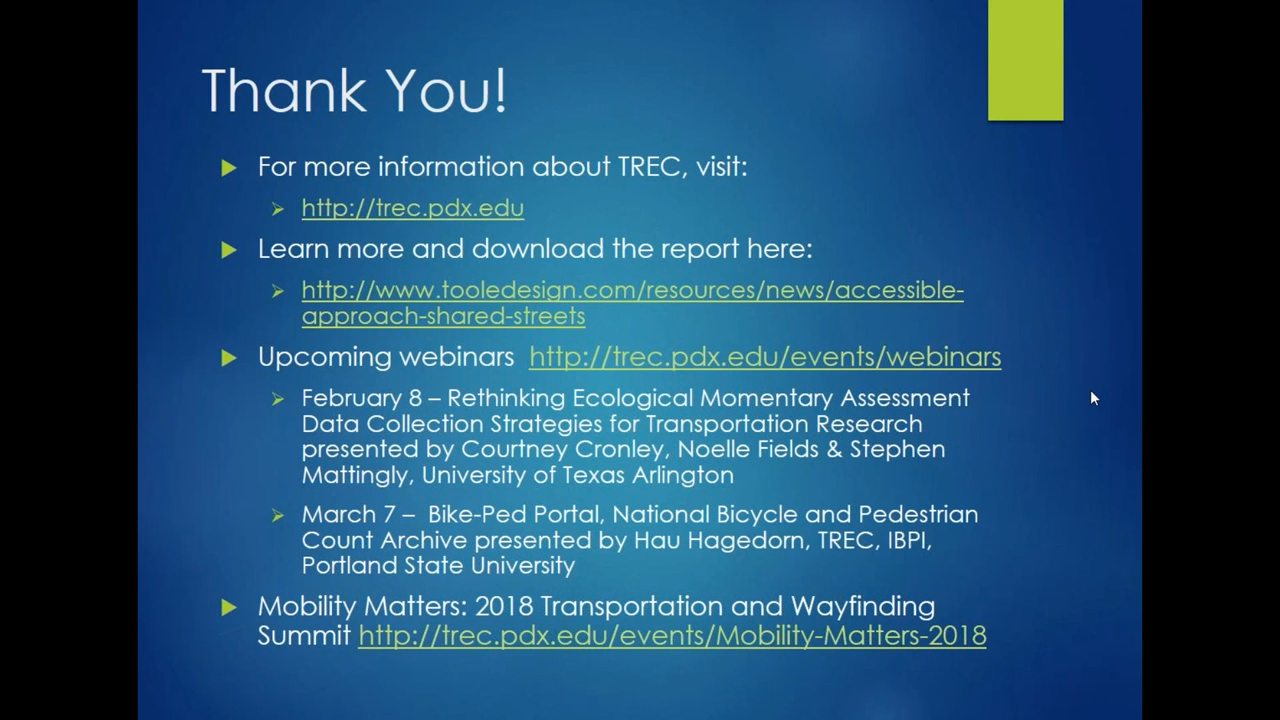 Thank You!
For more information about TREC, visit:
http://trec.pdx.edu
Learn more and download the report here:
http://www.tooledesign.com/resources/news/accessible-
approach-shared-streets
Upcoming webinars http://trec.pdx.edu/events/webinars
February 8 – Rethinking Ecological Momentary Assessment
Data Collection Strategies for Transportation Research
presented by Courtney Cronley, Noelle Fields & Stephen
Mattingly, University of Texas Arlington
March 7 – Bike-Ped Portal, National Bicycle and Pedestrian
Count Archive presented by Hau Hagedorn, TREC, IBPI,
Portland State University
Mobility Matters: 2018 Transportation and Wayfinding
Summit http://trec.pdx.edu/events/Mobility-Matters-2018